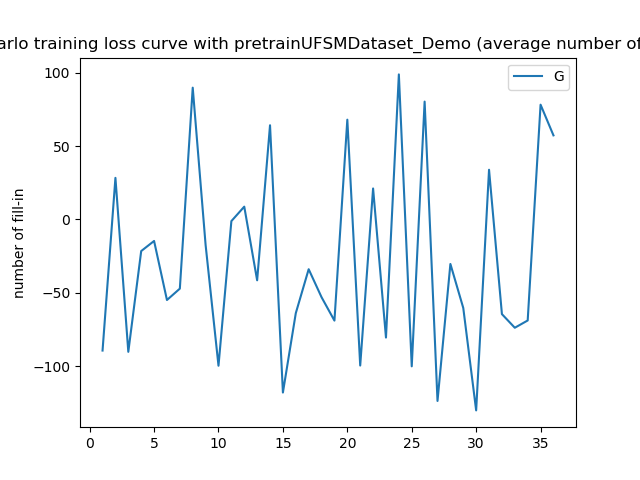 arlo training loss curve with pretrainUFSMDataset_Demo (average number of
G
number of fill-in
100
50
0
−50
−100
0 5 10 15 20 25 30 35